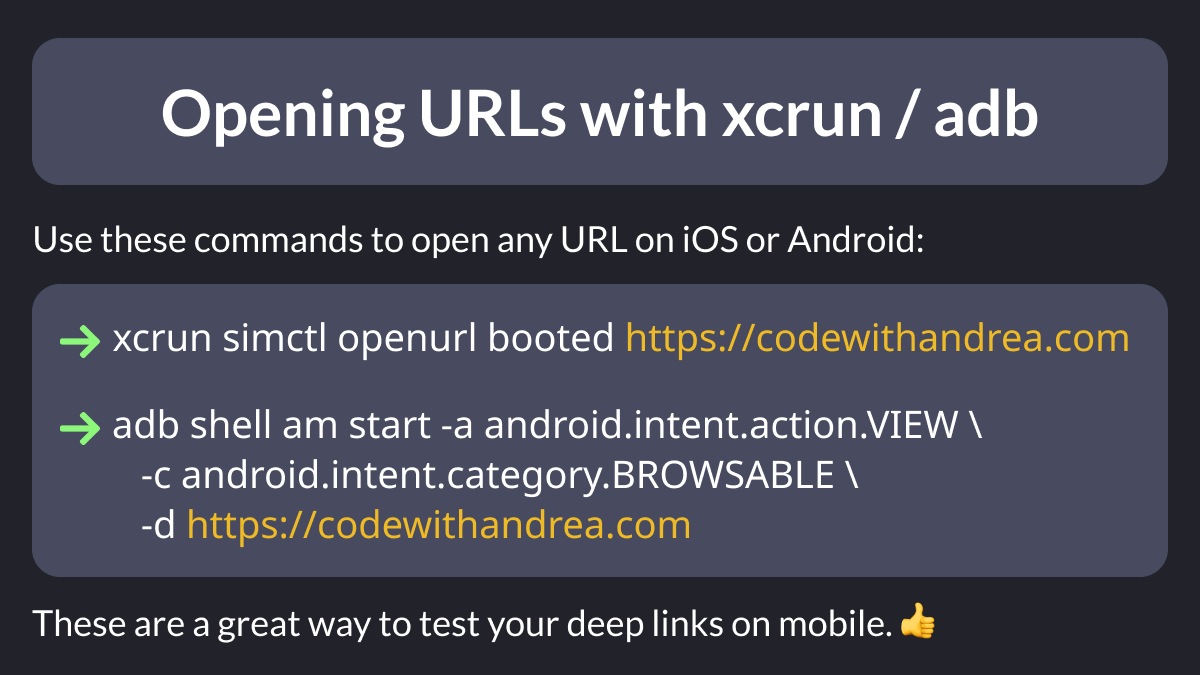 Opening URLs with xcrun / adb
Use these commands to open any URL on iOS or Android:
→ xcrun simctl openurl booted https://codewithandrea.com
→ adb shell am start -a android.intent.action.VIEW \
-c android.intent.category.BROWSABLE \
-d https://codewithandrea.com
These are a great way to test your deep links on mobile. 👍